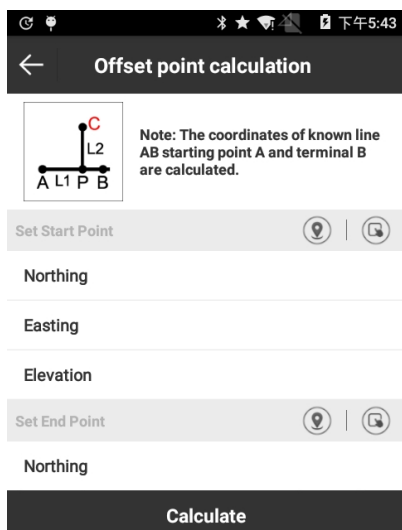 下午5:43
Offset point calculation
C
L2
A L1 P B
Note: The coordinates of known line
AB starting point A and terminal B
are calculated.
Set Start Point
Northing
Easting
Elevation
Set End Point
Northing
Calculate